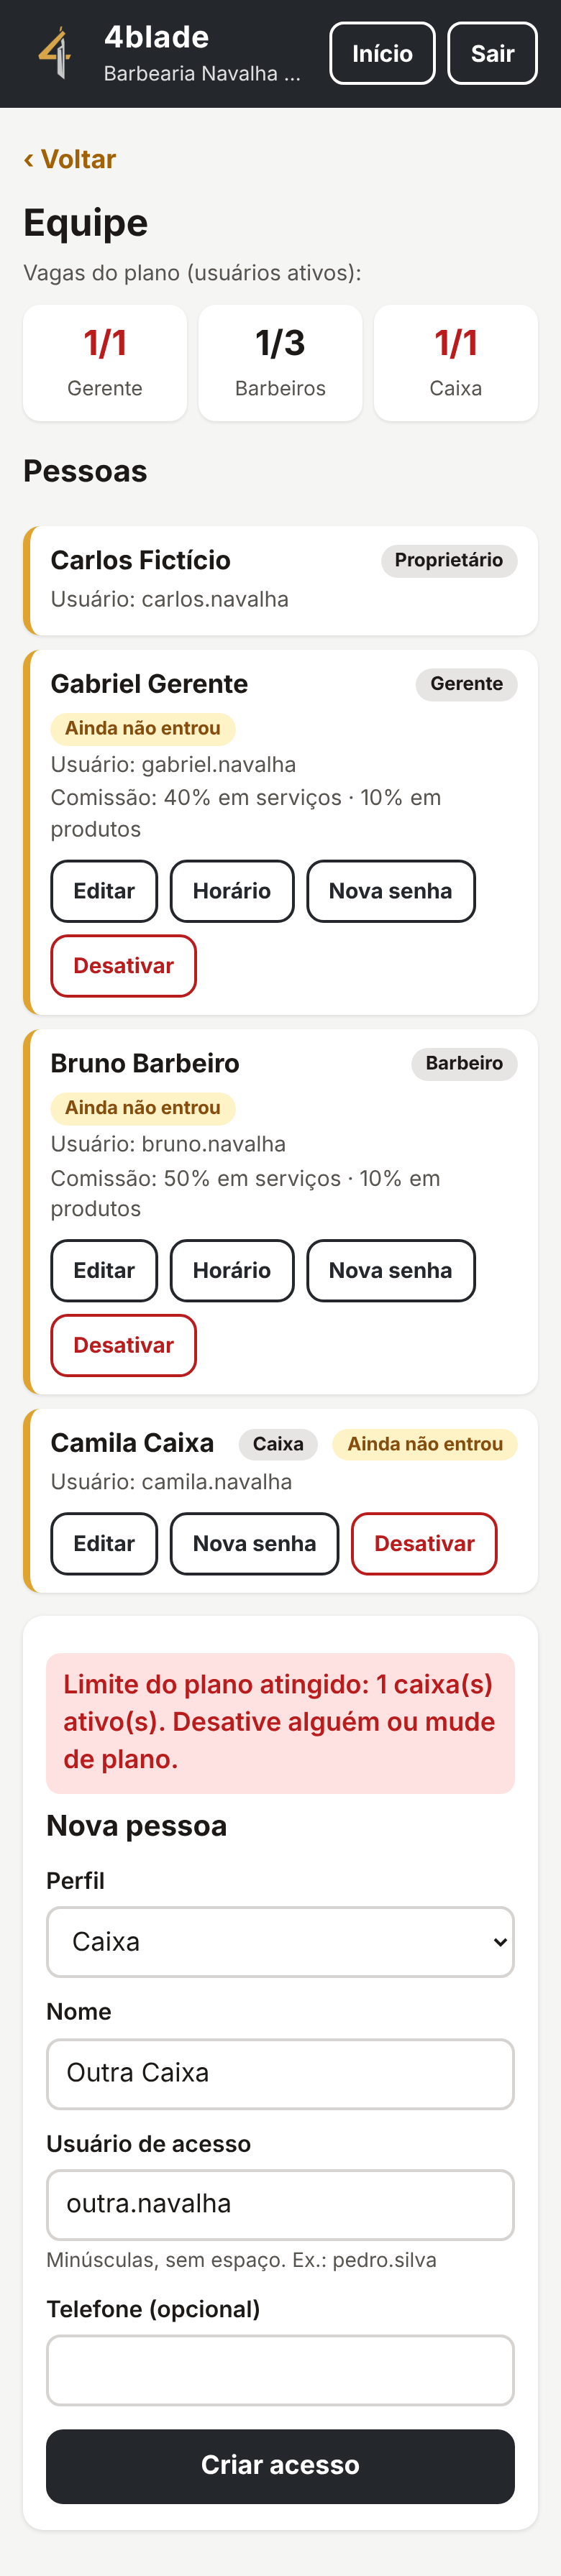 4blade
Barbearia Navalha ...
Início
Sair
‹ Voltar
Equipe
Vagas do plano (usuários ativos):
1/1
Gerente
1/3
Barbeiros
1/1
Caixa
Pessoas
Carlos Fictício
Proprietário
Usuário: carlos.navalha
Gabriel Gerente
Gerente
Ainda não entrou
Usuário: gabriel.navalha
Comissão: 40% em serviços · 10% em
produtos
Editar
Horário
Nova senha
Desativar
Bruno Barbeiro
Barbeiro
Ainda não entrou
Usuário: bruno.navalha
Comissão: 50% em serviços · 10% em
produtos
Editar
Horário
Nova senha
Desativar
Camila Caixa
Caixa
Ainda não entrou
Usuário: camila.navalha
Editar
Nova senha
Desativar
Limite do plano atingido: 1 caixa(s)
ativo(s). Desative alguém ou mude
de plano.
Nova pessoa
Perfil
Caixa
Nome
Outra Caixa
Usuário de acesso
outra.navalha
Minúsculas, sem espaço. Ex.: pedro.silva
Telefone (opcional)
Criar acesso